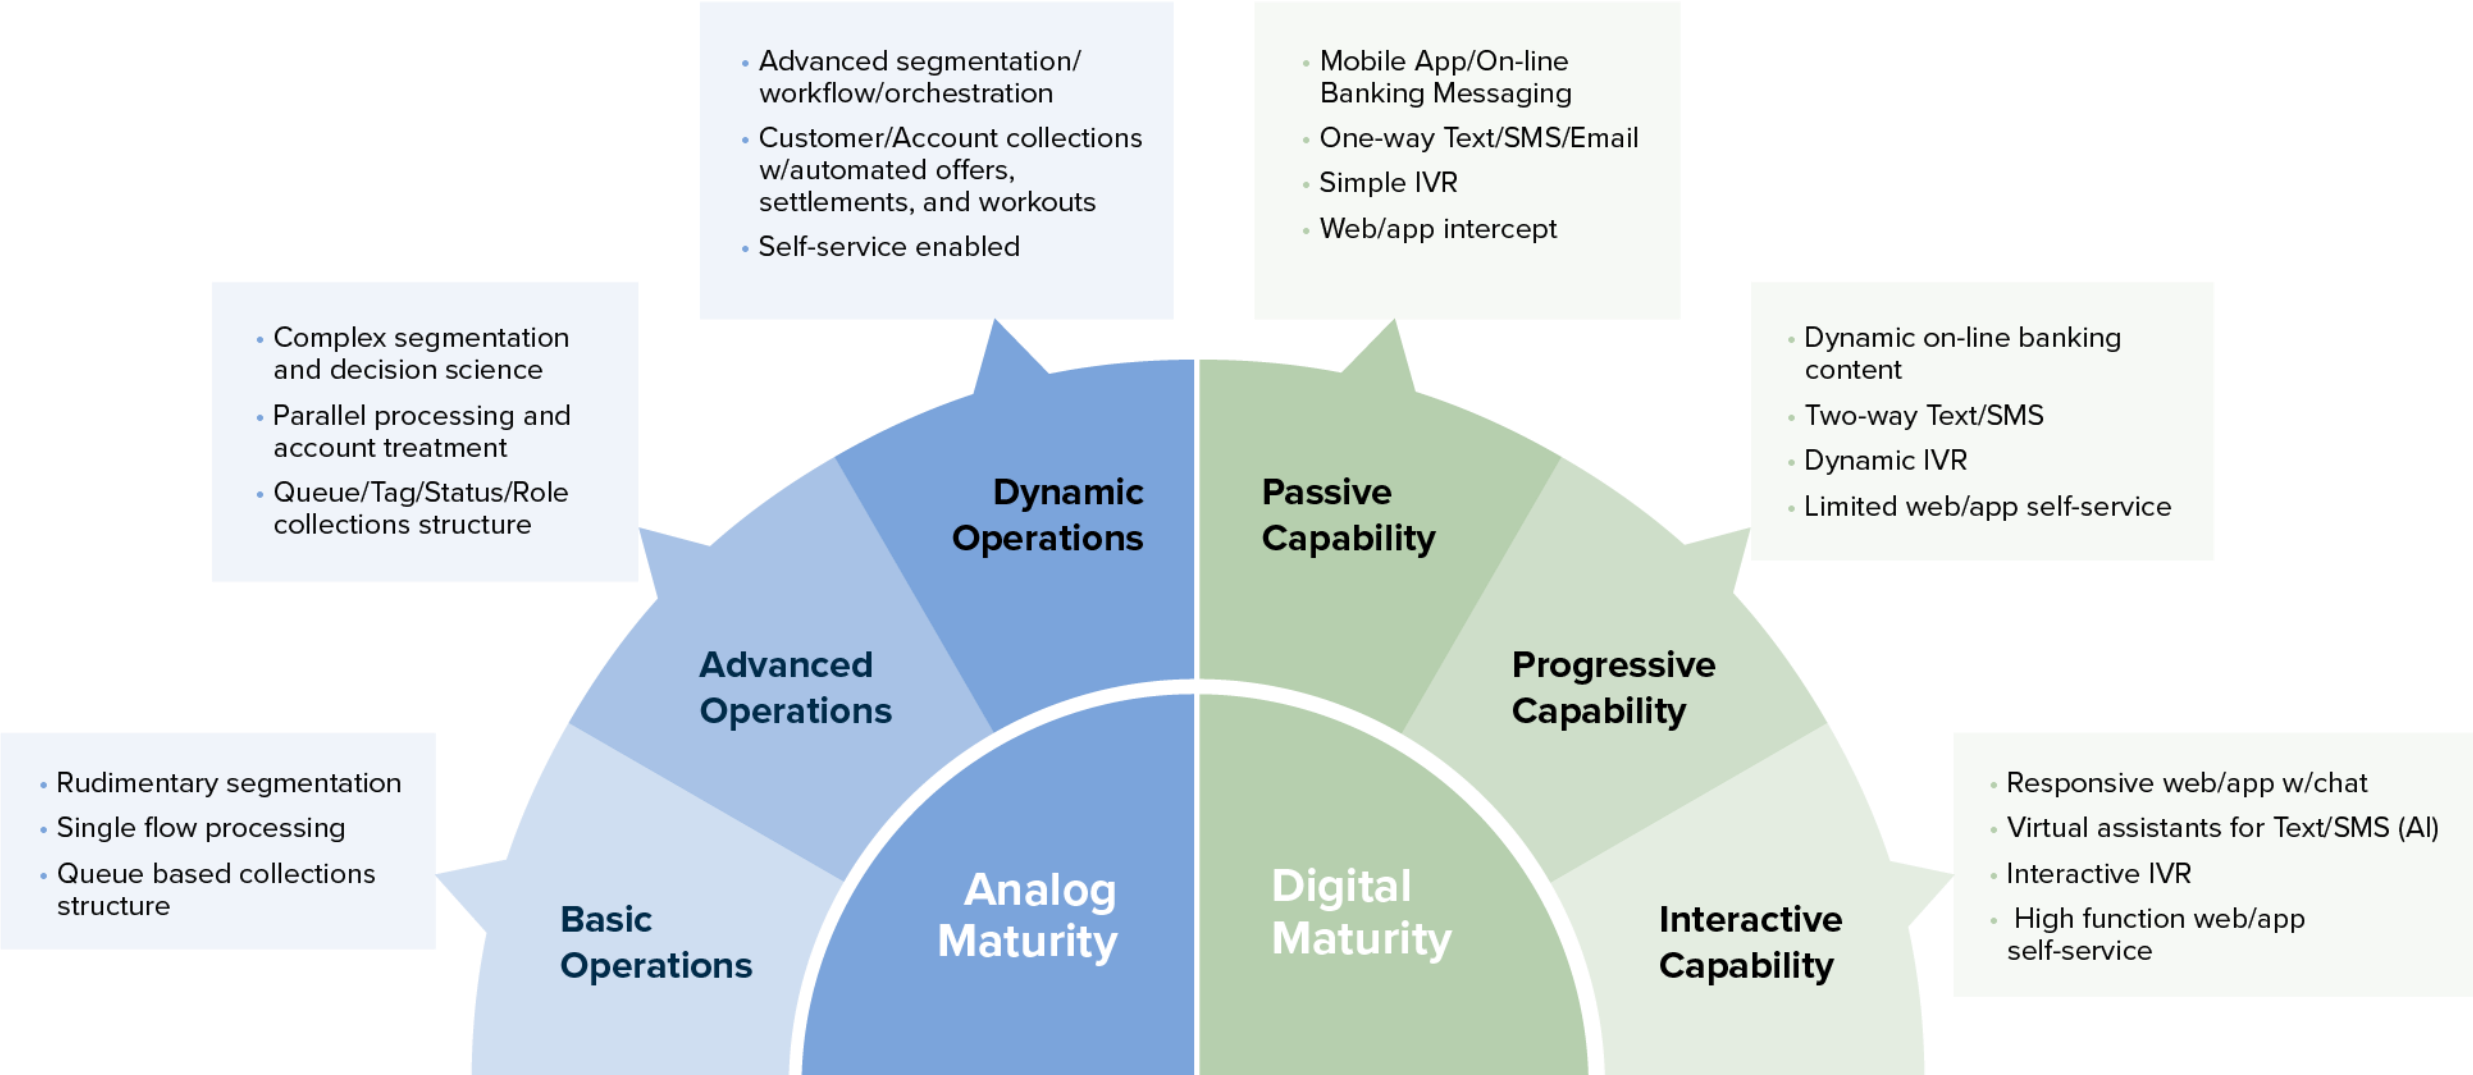 • Advanced segmentation/
workflow/orchestration
• Customer/Account collections
w/automated offers,
settlements, and workouts
• Self-service enabled
• Mobile App/On-line
Banking Messaging
• One-way Text/SMS/Email
• Simple IVR
• Web/app intercept
• Complex segmentation
and decision science
• Parallel processing and
account treatment
• Queue/Tag/Status/Role
collections structure
• Dynamic on-line banking
content
• Two-way Text/SMS
• Dynamic IVR
• Limited web/app self-service
Dynamic
Operations
Passive
Capability
Advanced
Operations
Progressive
Capability
• Rudimentary segmentation
• Single flow processing
• Queue based collections
structure
Basic
Operations
Analog
Maturity
Digital
Maturity
Interactive
Capability
• Responsive web/app w/chat
• Virtual assistants for Text/SMS (AI)
• Interactive IVR
• High function web/app
self-service